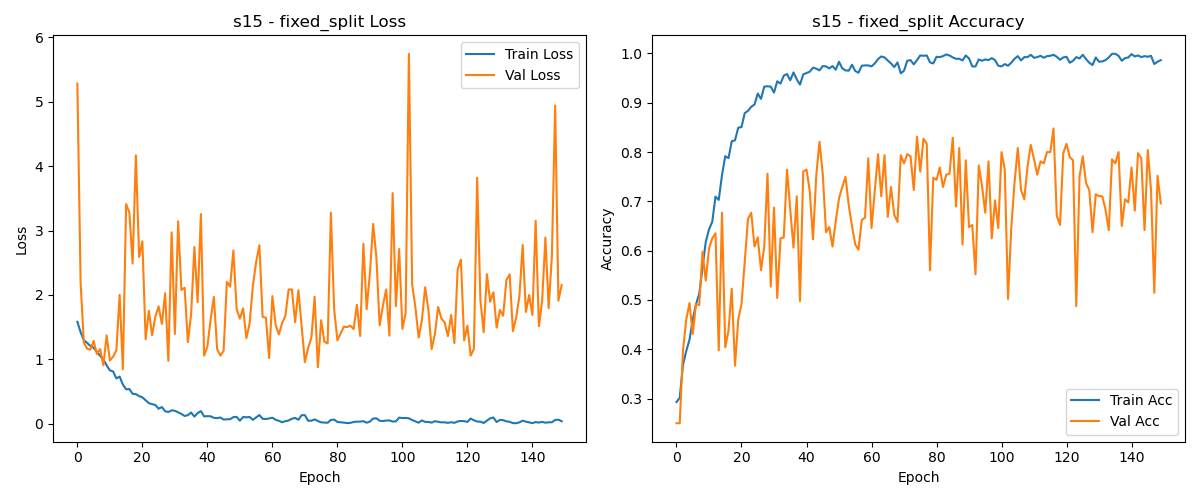 s15 - fixed_split Loss
Loss
6
5
4
3
2
1
0
Train Loss
Val Loss
0 20 40 60 80 100 120 140
Epoch
s15 - fixed_split Accuracy
Accuracy
1.0
0.9
0.8
0.7
0.6
0.5
0.4
0.3
Train Acc
Val Acc
0 20 40 60 80 100 120 140
Epoch